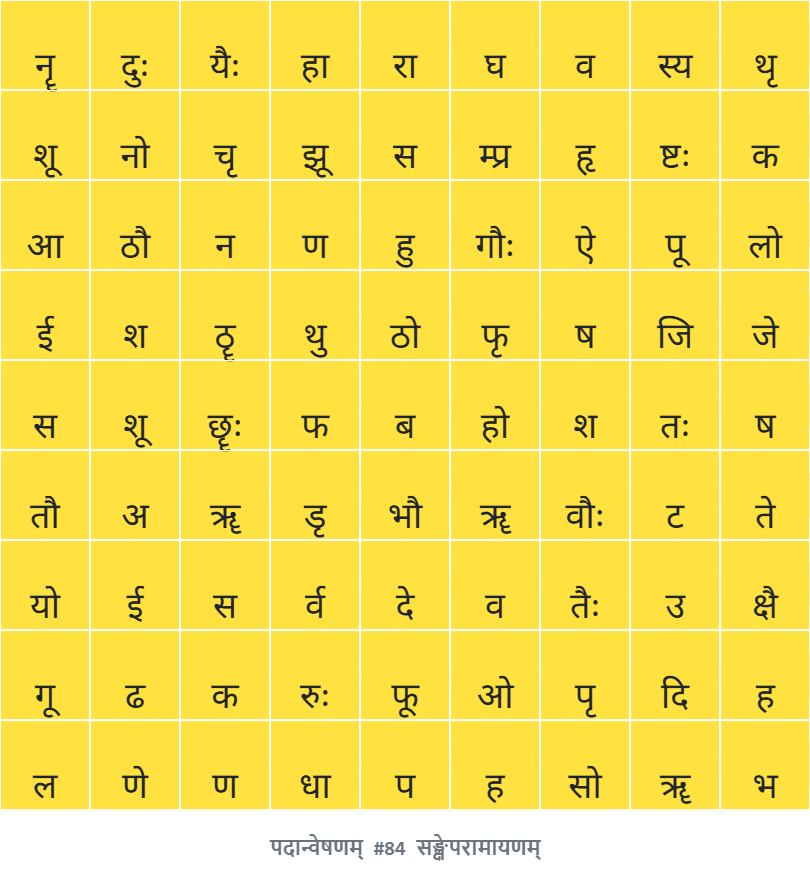 नॄ दुः यैः हा रा घ व स्य थृ
शू नो चृ झू स म्प्र हृ ष्टः क
आ ठौ न ण हु गौः ऐ पू लो
ई श ठॄ थु ठो फृ ष जि जे
स शू छॄः फ ब हो श तः ष
तौ अ ॠ डृ भौ ॠ वौः ट ते
यो ई स र्व दे व तैः उ क्षै
गू ढ क रुः फू ओ पृ दि ह
ल णे ण धा प ह सो ॠ भ
पदान्वेषणम् #84 सङ्क्षेपरामायणम्